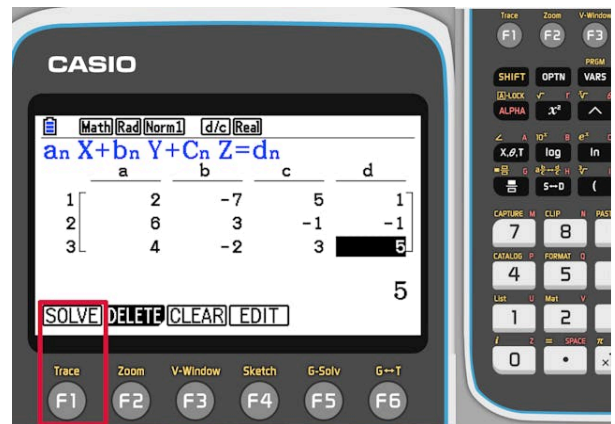 CASIO
Math Rad Norm1 d/c Real
an X+bn Y+Cn Z=dn
a b c d
1 2 -7 5 1
2 6 3 -1 -1
3 4 -2 3 5
5
SOLVE DELETE CLEAR EDIT
Trace Zoom V-Window Sketch G-Solv G↔T
F1 F2 F3 F4 F5 F6
Trace Zoom V-Window
F1 F2 F3
PRGM
SHIFT OPTN VARS
A-LOCK √ r
ALPHA x² ^
∠ A 10ˣ B eˣ
X,θ,T log ln
G H
S↔D (
CAPTURE M CLIP N PAST
7 8
CATALOG P FORMAT Q
4 5
List U Mat V
1 2
i Z = SPACE π
0 •